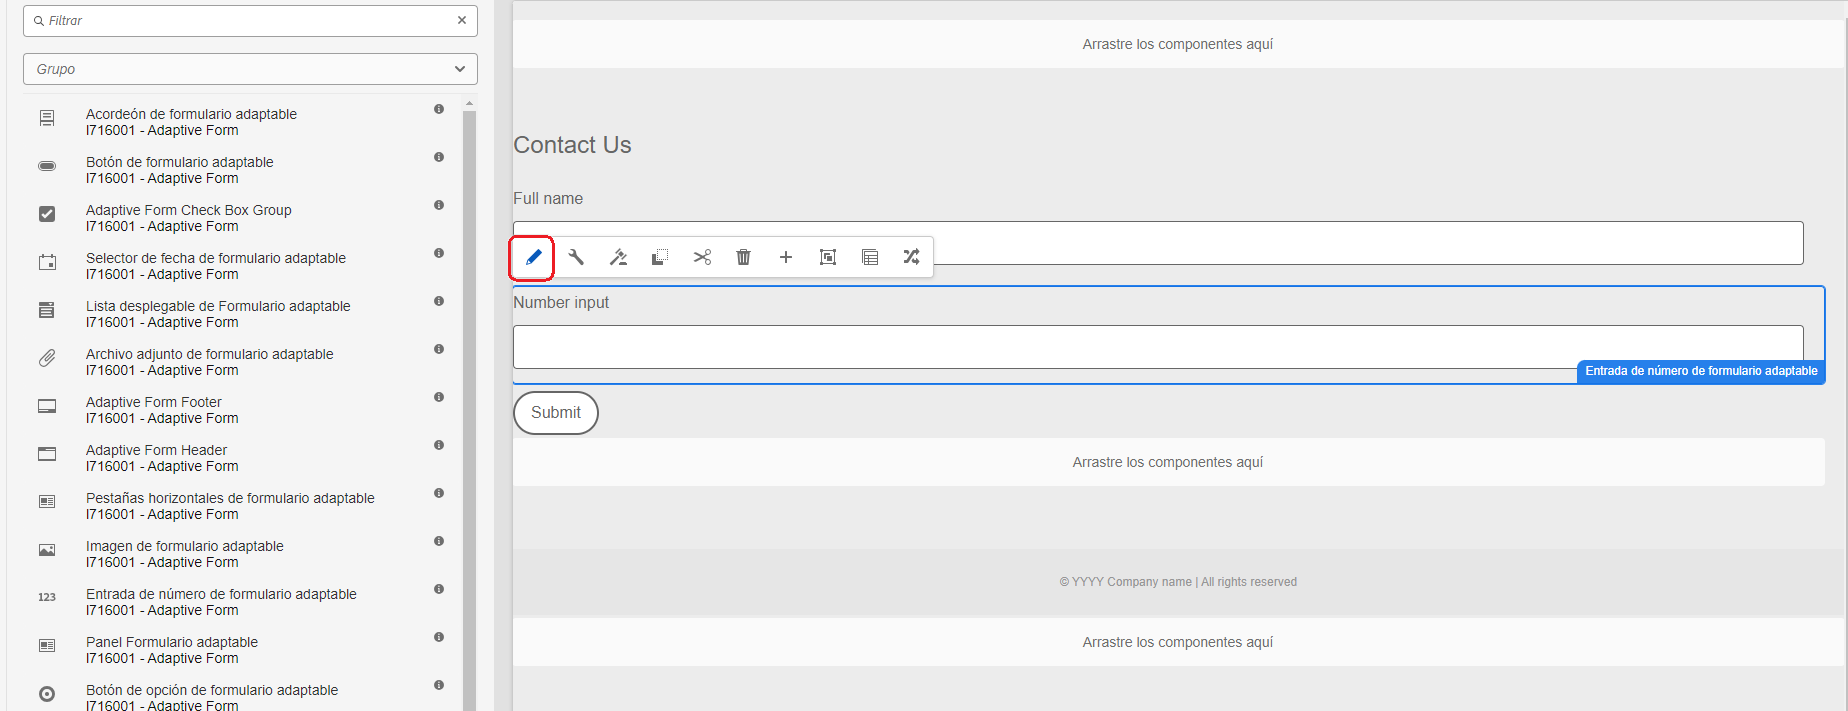 Filtrar
Grupo
Acordeón de formulario adaptable
I716001 - Adaptive Form
Botón de formulario adaptable
I716001 - Adaptive Form
Adaptive Form Check Box Group
I716001 - Adaptive Form
Selector de fecha de formulario adaptable
I716001 - Adaptive Form
Lista desplegable de Formulario adaptable
I716001 - Adaptive Form
Archivo adjunto de formulario adaptable
I716001 - Adaptive Form
Adaptive Form Footer
I716001 - Adaptive Form
Adaptive Form Header
I716001 - Adaptive Form
Pestañas horizontales de formulario adaptable
I716001 - Adaptive Form
Imagen de formulario adaptable
I716001 - Adaptive Form
123
Entrada de número de formulario adaptable
I716001 - Adaptive Form
Panel Formulario adaptable
I716001 - Adaptive Form
Botón de opción de formulario adaptable
I716001 - Adaptive Form
Arrastre los componentes aquí
Contact Us
Full name
Number input
Entrada de número de formulario adaptable
Submit
Arrastre los componentes aquí
© YYYY Company name | All rights reserved
Arrastre los componentes aquí